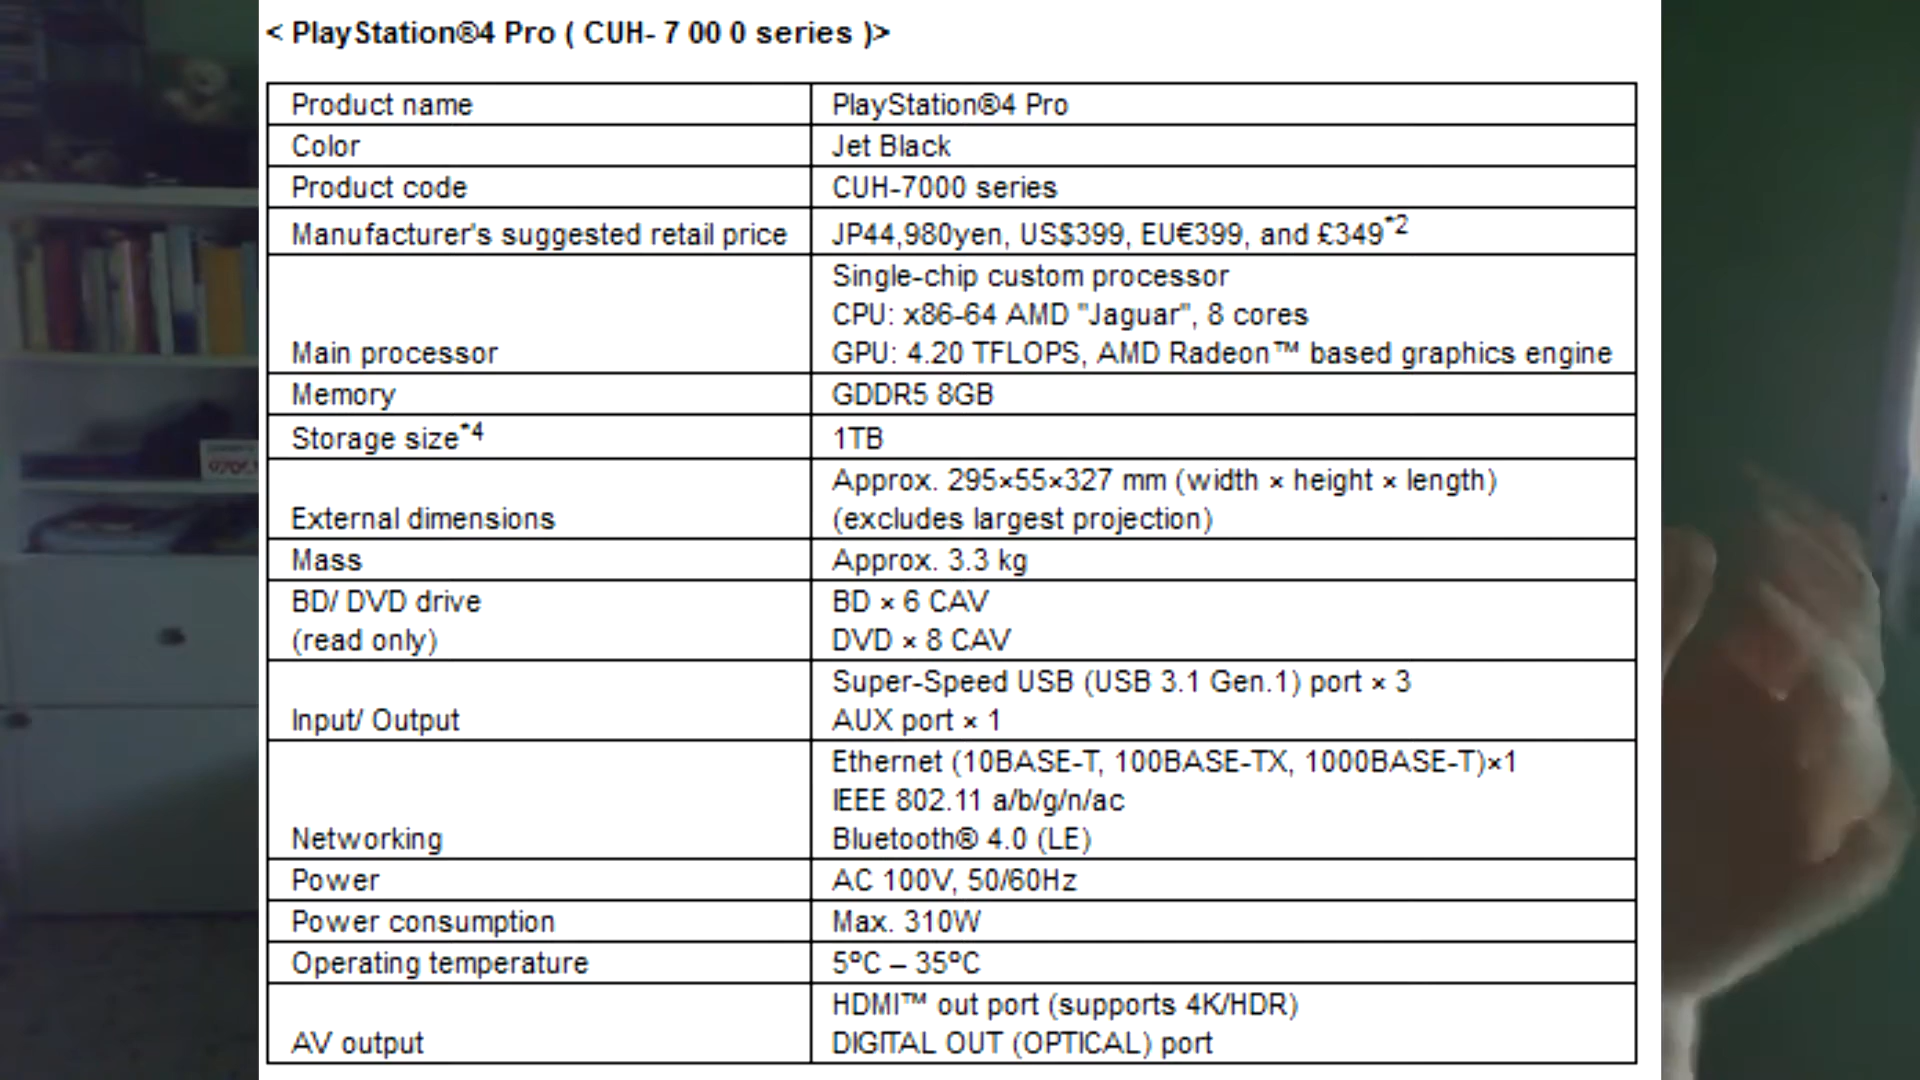 < PlayStation®4 Pro ( CUH- 7 00 0 series )>
Product name PlayStation®4 Pro
Color Jet Black
Product code CUH-7000 series
Manufacturer's suggested retail price JP44,980yen, US$399, EU€399, and £349*2
Single-chip custom processor
CPU: x86-64 AMD "Jaguar", 8 cores
Main processor GPU: 4.20 TFLOPS, AMD Radeon™ based graphics engine
Memory GDDR5 8GB
Storage size*4 1TB
Approx. 295×55×327 mm (width × height × length)
External dimensions (excludes largest projection)
Mass Approx. 3.3 kg
BD/ DVD drive BD × 6 CAV
(read only) DVD × 8 CAV
Super-Speed USB (USB 3.1 Gen.1) port × 3
Input/ Output AUX port × 1
Ethernet (10BASE-T, 100BASE-TX, 1000BASE-T)×1
IEEE 802.11 a/b/g/n/ac
Networking Bluetooth® 4.0 (LE)
Power AC 100V, 50/60Hz
Power consumption Max. 310W
Operating temperature 5ºC – 35ºC
HDMI™ out port (supports 4K/HDR)
AV output DIGITAL OUT (OPTICAL) port